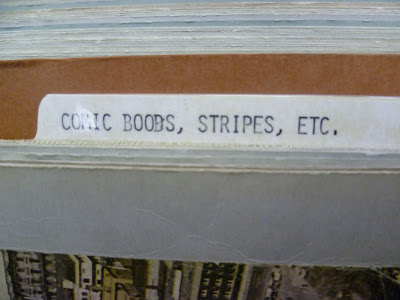 COMIC BOOBS, STRIPES, ETC.